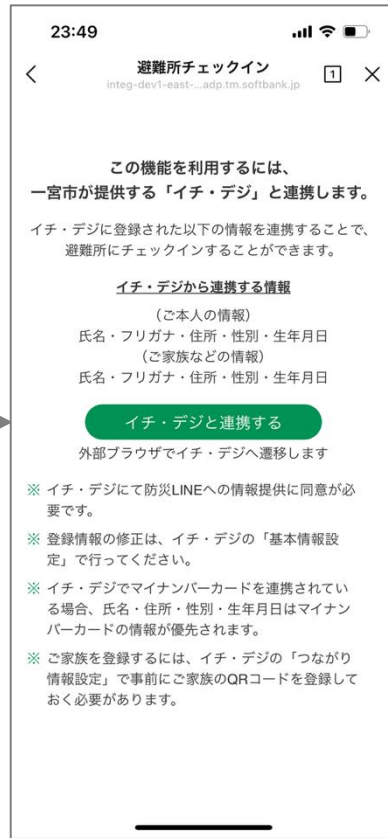 23:49
避難所チェックイン
1
integ-dev1-east-...adp.tm.softbank.jp
この機能を利用するには、
一宮市が提供する「イチ・デジ」と連携します。
イチ・デジに登録された以下の情報を連携することで、
避難所にチェックインすることができます。
イチ・デジから連携する情報
（ご本人の情報）
氏名・フリガナ・住所・性別・生年月日
（ご家族などの情報）
氏名・フリガナ・住所・性別・生年月日
イチ・デジと連携する
外部ブラウザでイチ・デジへ遷移します
※ イチ・デジにて防災LINEへの情報提供に同意が必
要です。
※ 登録情報の修正は、イチ・デジの「基本情報設
定」で行ってください。
※ イチ・デジでマイナンバーカードを連携されてい
る場合、氏名・住所・性別・生年月日はマイナン
バーカードの情報が優先されます。
※ ご家族を登録するには、イチ・デジの「つながり
情報設定」で事前にご家族のQRコードを登録して
おく必要があります。